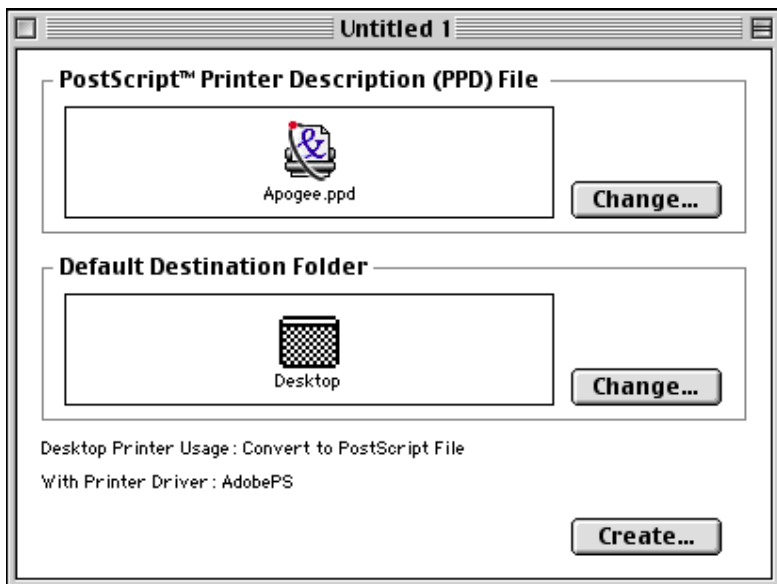 Untitled 1
PostScript™ Printer Description (PPD) File
&
Apogee.ppd
Change...
Default Destination Folder
Desktop
Change...
Desktop Printer Usage : Convert to PostScript File
With Printer Driver : AdobePS
Create...